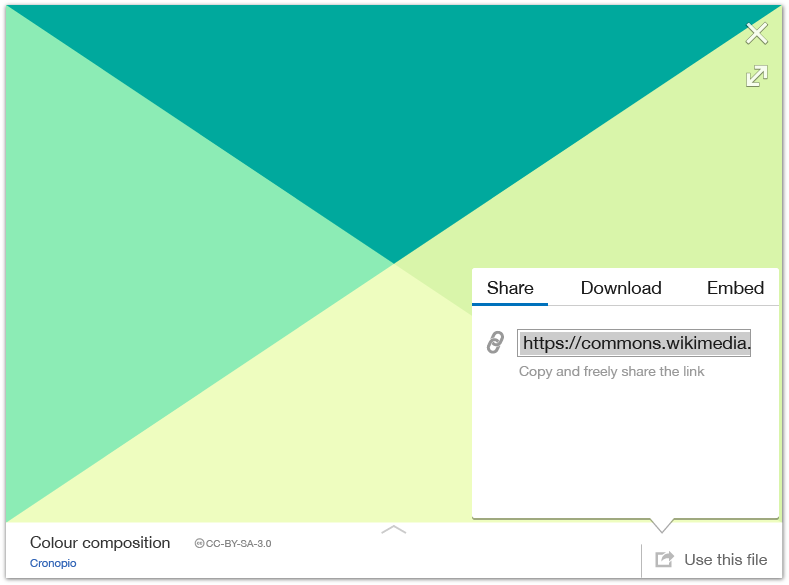 Share Download Embed
https://commons.wikimedia.
Copy and freely share the link
Colour composition
cc CC-BY-SA-3.0
Cronopio
Use this file